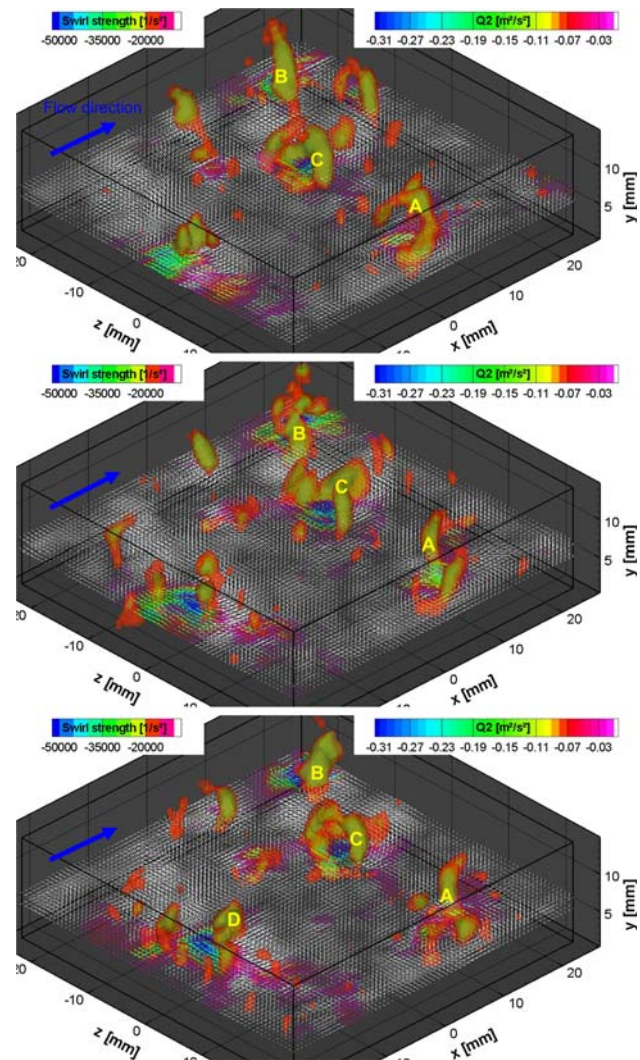 Swirl strength [1/s²]
-50000 -35000 -20000
Q2 [m²/s²]
-0.31 -0.27 -0.23 -0.19 -0.15 -0.11 -0.07 -0.03
B
Flow direction
C
A
10
5
y [mm]
20
-10
0
z [mm]
20
10
0
x [mm]
Swirl strength [1/s²]
-50000 -35000 -20000
Q2 [m²/s²]
-0.31 -0.27 -0.23 -0.19 -0.15 -0.11 -0.07 -0.03
B
C
A
10
5
y [mm]
-20
-10
0
z [mm]
20
10
0
x [mm]
Swirl strength [1/s²]
-50000 -35000 -20000
Q2 [m²/s²]
-0.31 -0.27 -0.23 -0.19 -0.15 -0.11 -0.07 -0.03
B
C
A
D
10
5
y [mm]
-20
-10
0
z [mm]
20
10
0
x [mm]